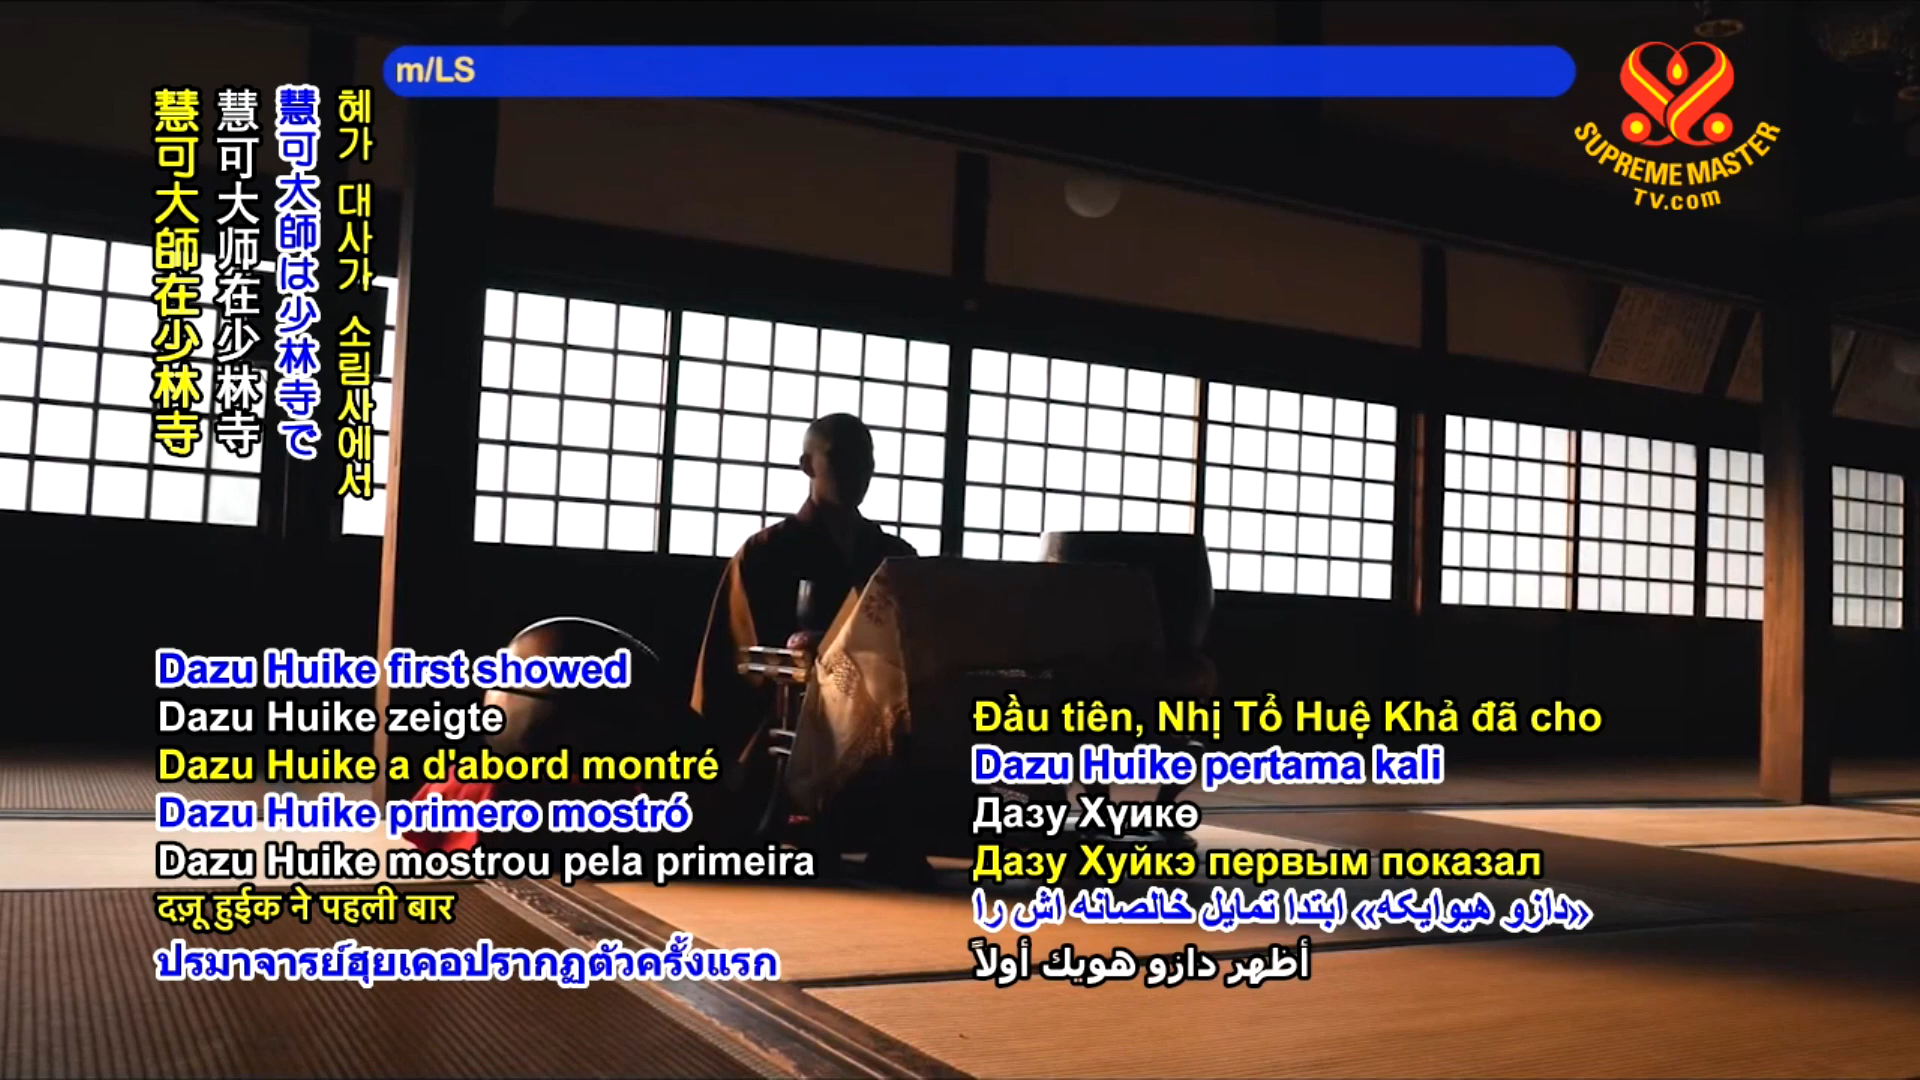 m/LS
SUPREME MASTER
TV.com
慧可大師在少林寺
慧可大师在少林寺
慧可大師は少林寺で
혜가 대사가 소림사에서
Dazu Huike first showed
Dazu Huike zeigte
Dazu Huike a d'abord montré
Dazu Huike primero mostró
Dazu Huike mostrou pela primeira
दज़ू हुईक ने पहली बार
ปรมาจารย์ฮุยเคอปรากฏตัวครั้งแรก
Đầu tiên, Nhị Tổ Huệ Khả đã cho
Dazu Huike pertama kali
Дазу Хүикө
Дазу Хуйкэ первым показал
«دازو هیوایکه» ابتدا تمایل خالصانه اش را
أظهر دازو هويك أولاً